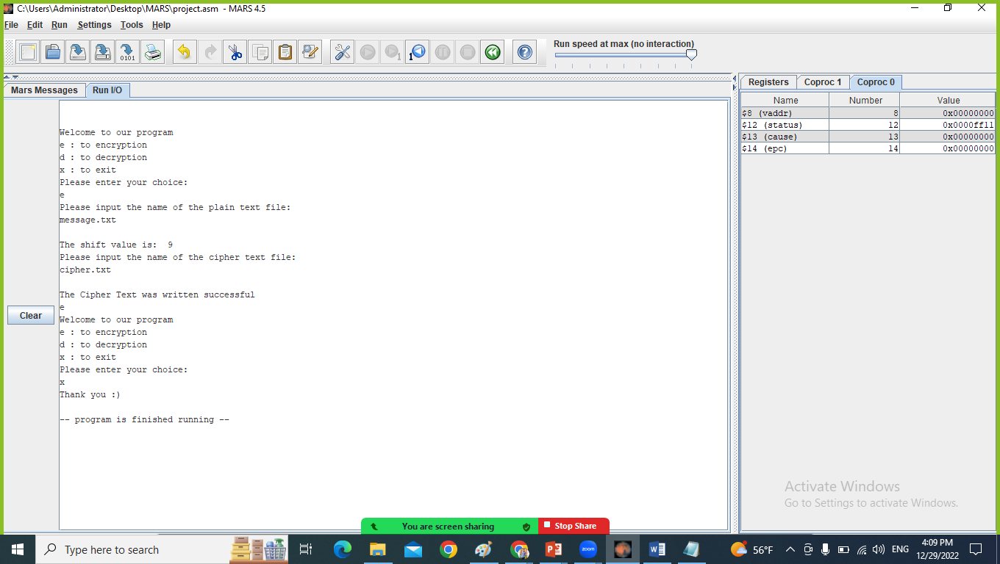 C:\Users\Administrator\Desktop\MARS\project.asm - MARS 4.5
File Edit Run Settings Tools Help
Run speed at max (no interaction)
Mars Messages Run I/O
Welcome to our program
e : to encryption
d : to decryption
x : to exit
Please enter your choice:
e
Please input the name of the plain text file:
message.txt
The shift value is: 9
Please input the name of the cipher text file:
cipher.txt
The Cipher Text was written successful
e
Welcome to our program
e : to encryption
d : to decryption
x : to exit
Please enter your choice:
x
Thank you :)
-- program is finished running --
Clear
Registers Coproc 1 Coproc 0
Name Number Value
$8 (vaddr) 8 0x00000000
$12 (status) 12 0x0000ff11
$13 (cause) 13 0x00000000
$14 (epc) 14 0x00000000
Activate Windows
Go to Settings to activate Windows.
You are screen sharing Stop Share
Type here to search
zoom
56°F
ENG
4:09 PM
12/29/2022